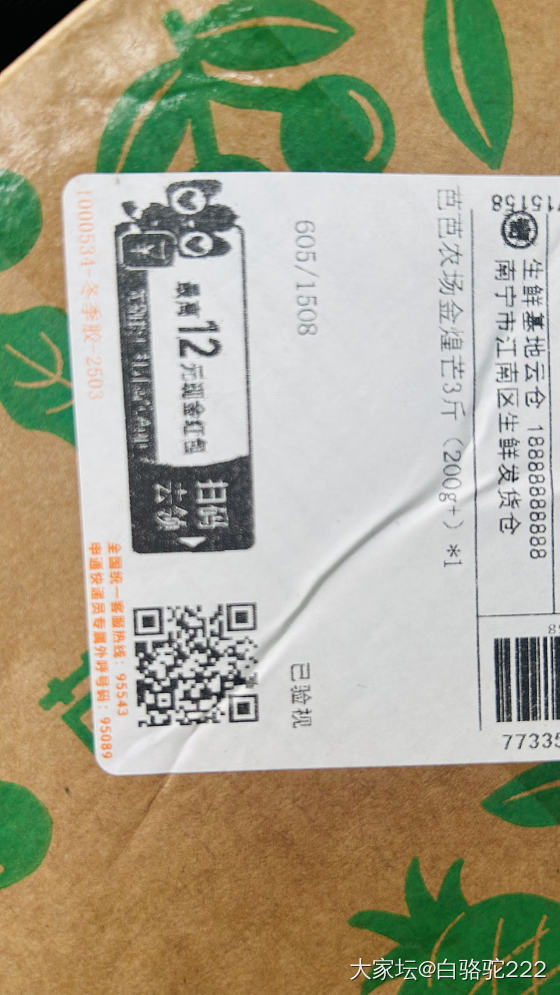 715158
生鲜基地云仓 18888888888
南宁市江南区生鲜发货仓
芭芭农场金煌芒3斤（200g+）*1
605/1508
已验视
最高12元现金红包
扫码
去领
1000534-冬季胶-2503
全国统一客服热线：95543
申通快递员专属外呼号码：95089
77335
大家坛@白骆驼222